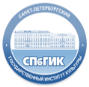 САНКТ-ПЕТЕРБУРГСКИЙ
СПбГИК
ГОСУДАРСТВЕННЫЙ ИНСТИТУТ КУЛЬТУРЫ